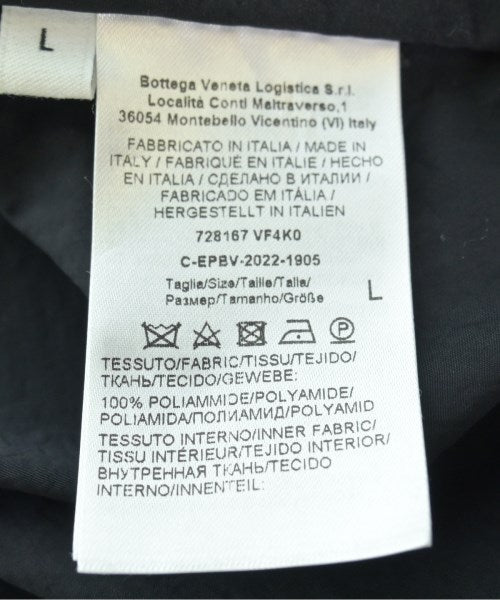 L
Bottega Veneta Logistica S.r.l.
Località Conti Maltraverso,1
36054 Montebello Vicentino (VI) Italy
FABBRICATO IN ITALIA / MADE IN
ITALY / FABRIQUÉ EN ITALIE / HECHO
EN ITALIA / СДЕЛАНО В ИТАЛИИ /
FABRICADO EM ITÁLIA /
HERGESTELLT IN ITALIEN
728167 VF4K0
C-EPBV-2022-1905
Taglia/Size/Taille/Talla/
Размер/Tamanho/Größe
L
TESSUTO/FABRIC/TISSU/TEJIDO/
ТКАНЬ/TECIDO/GEWEBE:
100% POLIAMMIDE/POLYAMIDE/
POLIAMIDA/ПОЛИАМИД/POLYAMID
TESSUTO INTERNO/INNER FABRIC/
TISSU INTÉRIEUR/TEJIDO INTERIOR/
ВНУТРЕННАЯ ТКАНЬ/TECIDO
INTERNO/INNENTEIL: